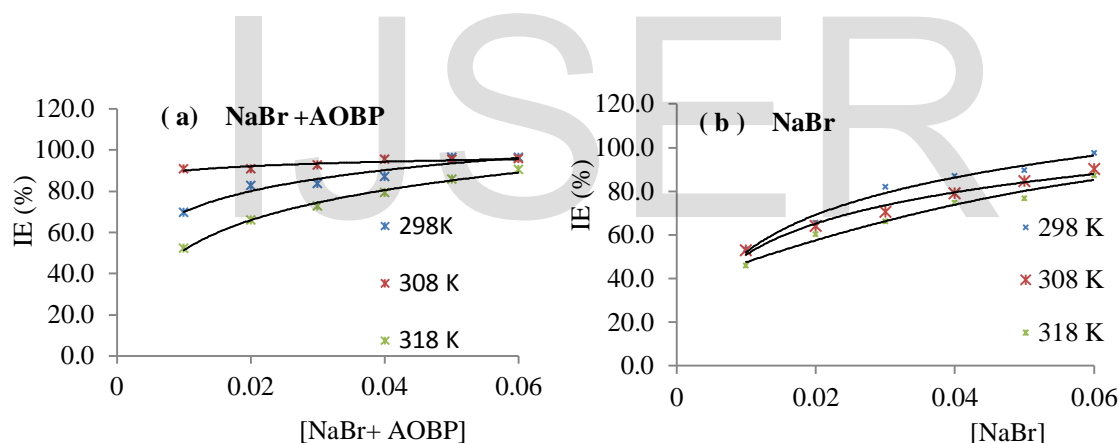 IJSER
( a) NaBr +AOBP
IE (%)
120.0
100.0
80.0
60.0
40.0
20.0
0.0
0
0.02
0.04
0.06
[NaBr+ AOBP]
298K
308 K
318 K
( b ) NaBr
IE (%)
120.0
100.0
80.0
60.0
40.0
20.0
0.0
0
0.02
0.04
0.06
[NaBr]
298 K
308 K
318 K